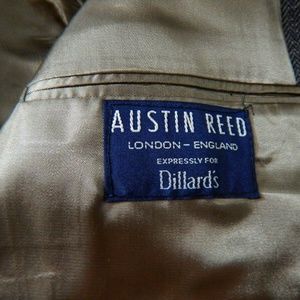 AUSTIN REED
LONDON – ENGLAND
EXPRESSLY FOR
Dillard's